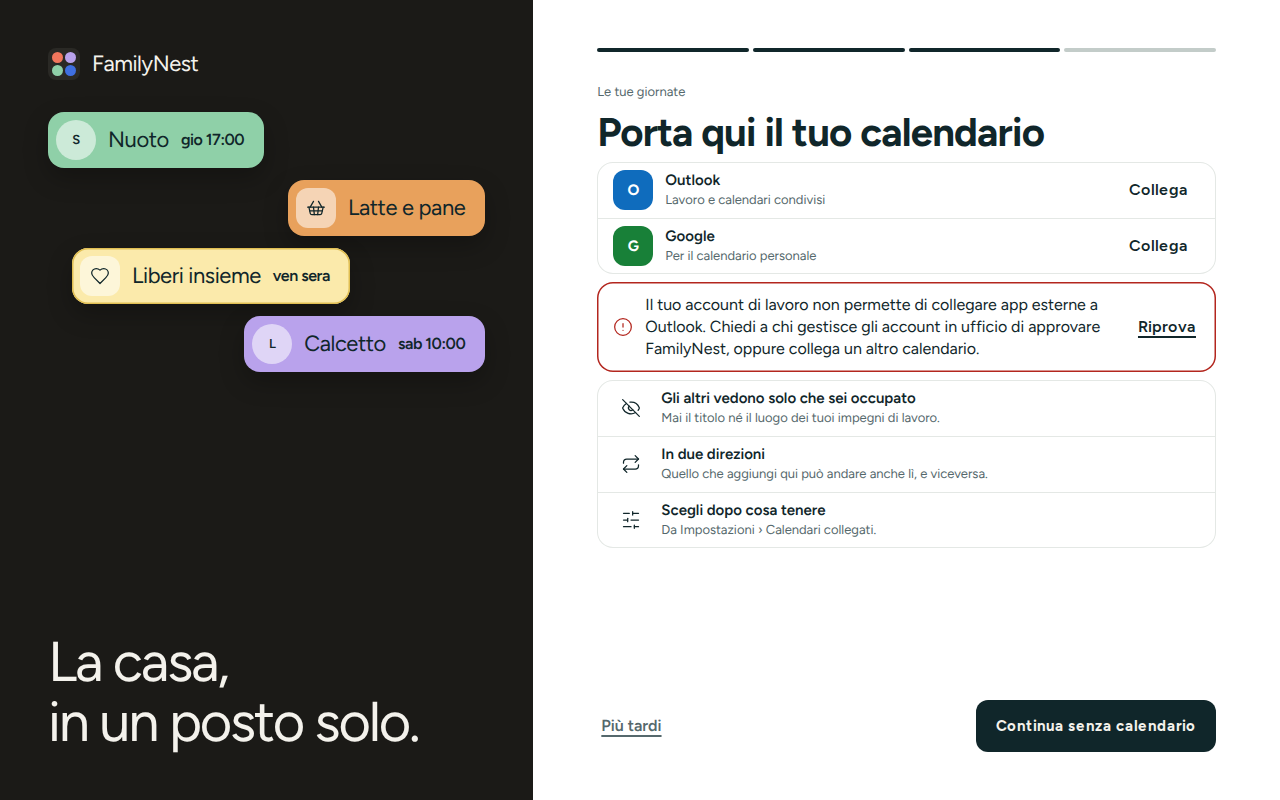 FamilyNest
S Nuoto gio 17:00
Latte e pane
Liberi insieme ven sera
L Calcetto sab 10:00
La casa,
in un posto solo.
Le tue giornate
Porta qui il tuo calendario
O Outlook
Lavoro e calendari condivisi
Collega
G Google
Per il calendario personale
Collega
Il tuo account di lavoro non permette di collegare app esterne a
Outlook. Chiedi a chi gestisce gli account in ufficio di approvare
FamilyNest, oppure collega un altro calendario.
Riprova
Gli altri vedono solo che sei occupato
Mai il titolo né il luogo dei tuoi impegni di lavoro.
In due direzioni
Quello che aggiungi qui può andare anche lì, e viceversa.
Scegli dopo cosa tenere
Da Impostazioni › Calendari collegati.
Più tardi
Continua senza calendario